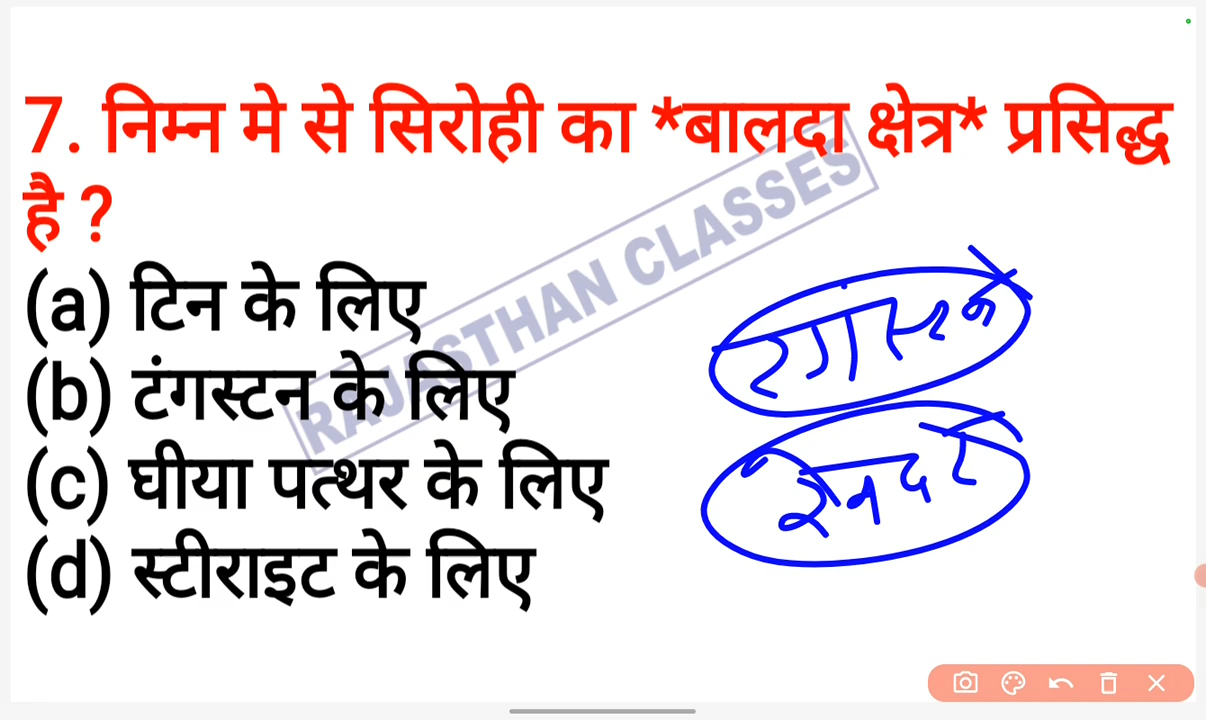 7. निम्न मे से सिरोही का *बालदा क्षेत्र* प्रसिद्ध
है ?
(a) टिन के लिए
(b) टंगस्टन के लिए
(c) घीया पत्थर के लिए
(d) स्टीराइट के लिए
RAJASTHAN CLASSES